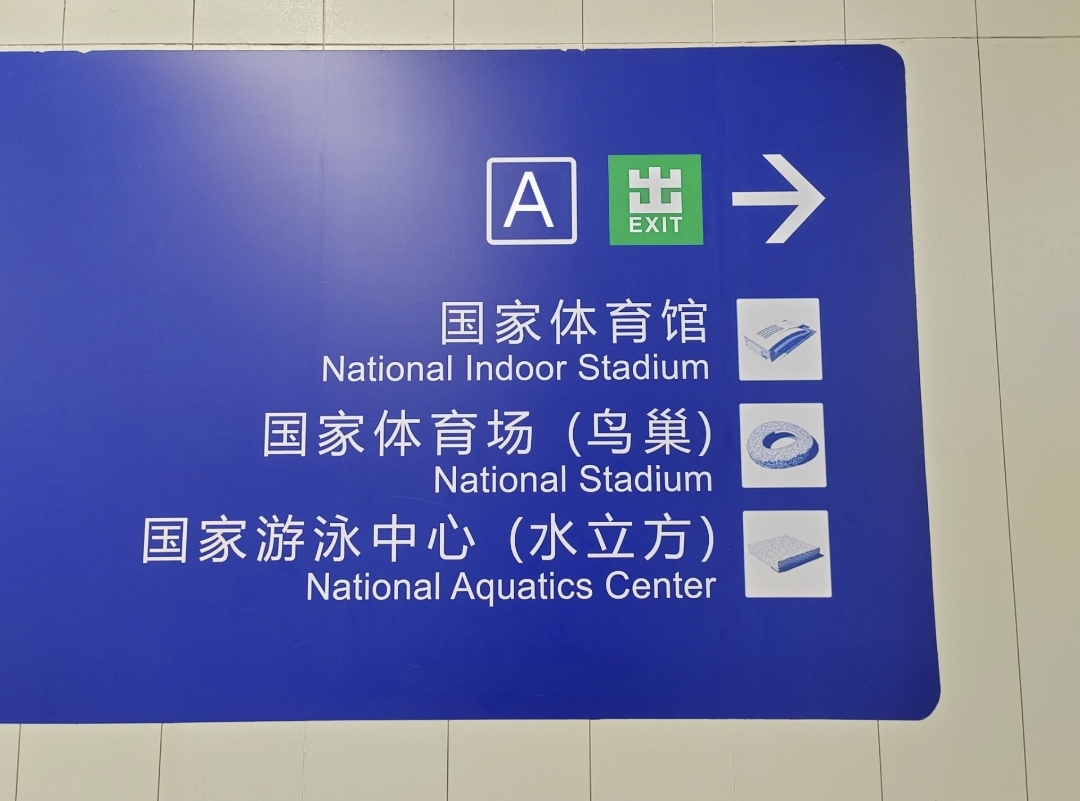 A 出 →
EXIT
国家体育馆
National Indoor Stadium
国家体育场（鸟巢）
National Stadium
国家游泳中心（水立方）
National Aquatics Center